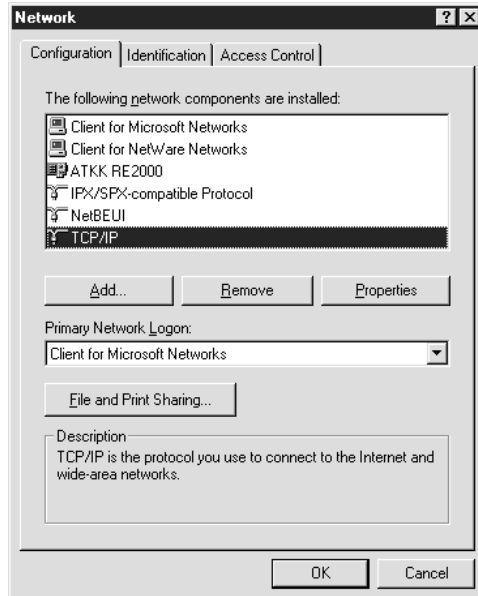 Network
? X
Configuration Identification Access Control
The following network components are installed:
Client for Microsoft Networks
Client for NetWare Networks
ATKK RE2000
IPX/SPX-compatible Protocol
NetBEUI
TCP/IP
Add... Remove Properties
Primary Network Logon:
Client for Microsoft Networks
File and Print Sharing...
Description
TCP/IP is the protocol you use to connect to the Internet and
wide-area networks.
OK Cancel